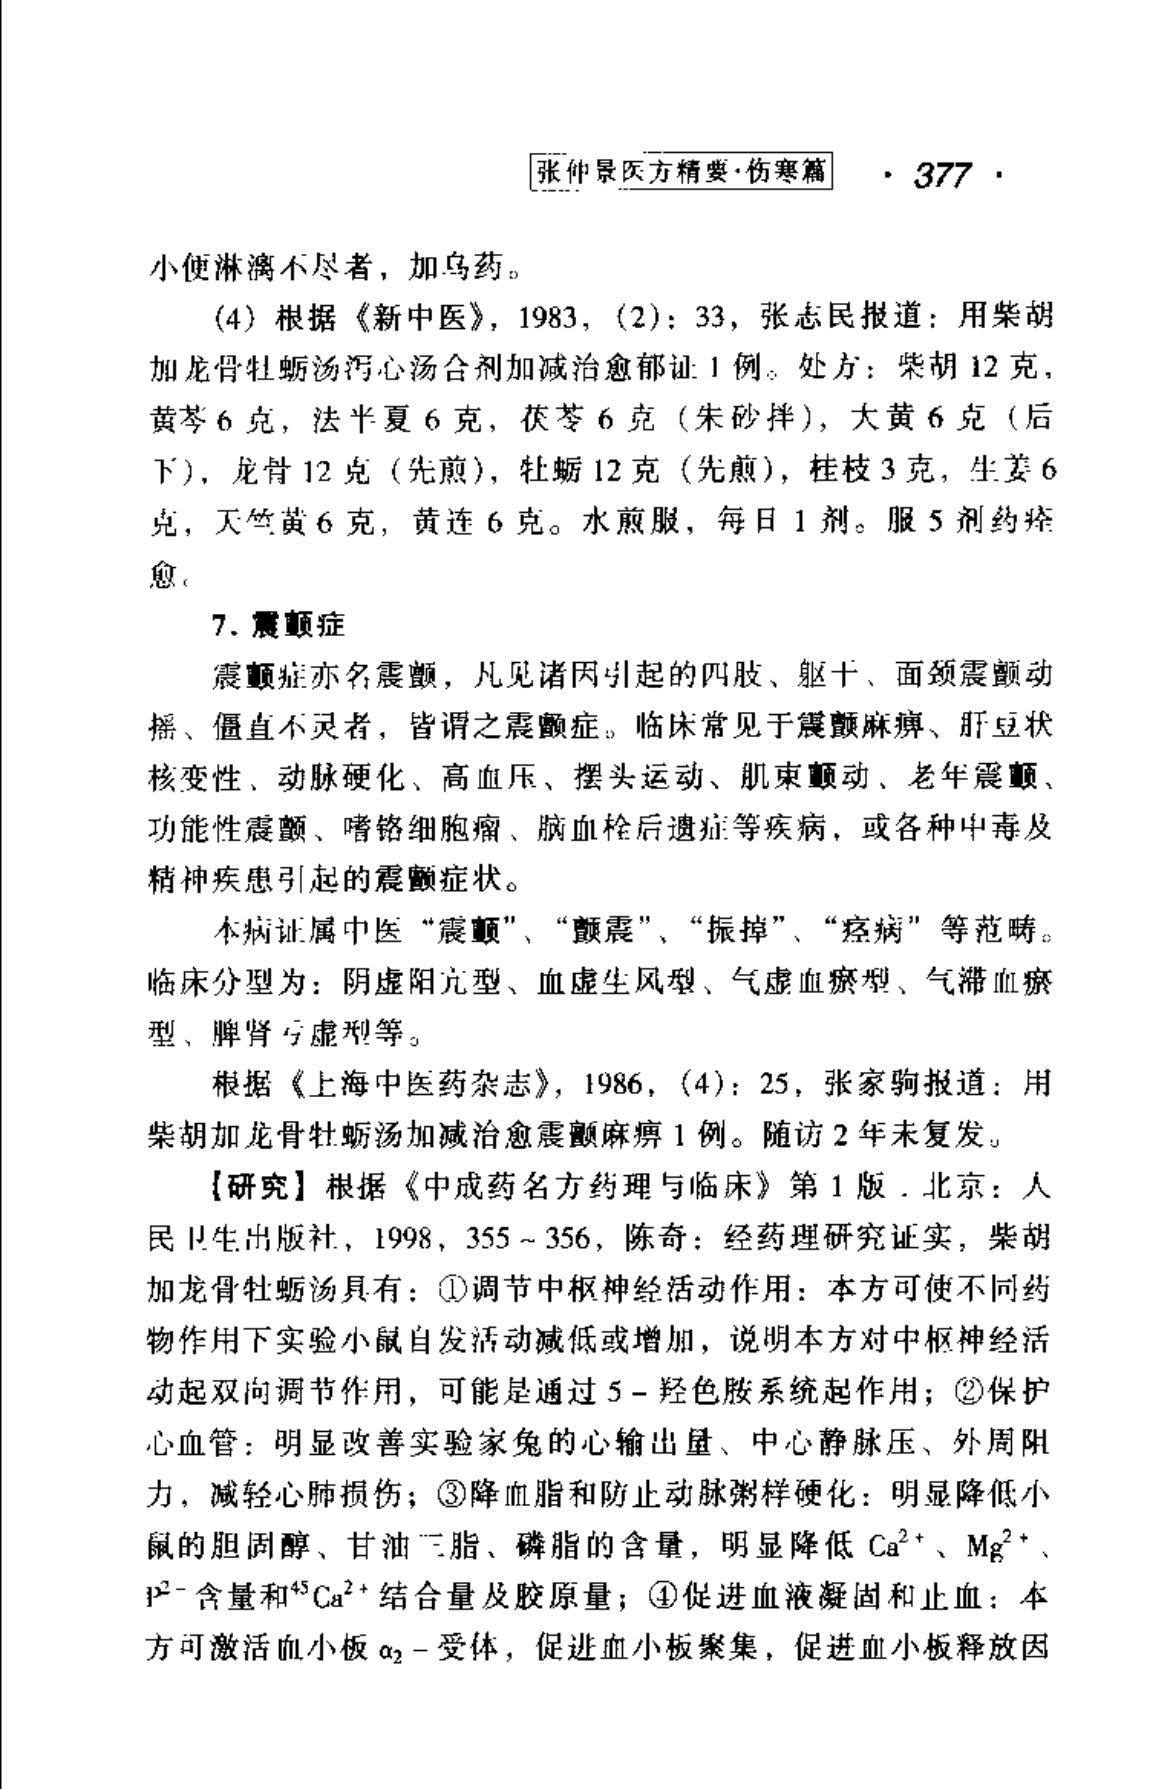 张仲景医方精要·伤寒篇 · 377 ·
小便淋漓不尽者，加乌药。
(4) 根据《新中医》，1983，(2)：33，张志民报道：用柴胡
加龙骨牡蛎汤泻心汤合剂加减治愈郁证 1 例。处方：柴胡 12 克，
黄芩 6 克，法半夏 6 克，茯苓 6 克（朱砂拌），大黄 6 克（后
下），龙骨 12 克（先煎），牡蛎 12 克（先煎），桂枝 3 克，生姜 6
克，天竺黄 6 克，黄连 6 克。水煎服，每日 1 剂。服 5 剂药痊
愈。
7. 震颤症
震颤症亦名震颤，凡见诸因引起的四肢、躯干、面颈震颤动
摇、僵直不灵者，皆谓之震颤症。临床常见于震颤麻痹、肝豆状
核变性、动脉硬化、高血压、摆头运动、肌束颤动、老年震颤、
功能性震颤、嗜铬细胞瘤、脑血栓后遗症等疾病，或各种中毒及
精神疾患引起的震颤症状。
本病证属中医“震颤”、“颤震”、“振掉”、“痉病”等范畴。
临床分型为：阴虚阳亢型、血虚生风型、气虚血瘀型、气滞血瘀
型、脾肾亏虚型等。
根据《上海中医药杂志》，1986，(4)：25，张家驹报道：用
柴胡加龙骨牡蛎汤加减治愈震颤麻痹 1 例。随访 2 年未复发。
【研究】根据《中成药名方药理与临床》第 1 版．北京：人
民卫生出版社，1998，355～356，陈奇：经药理研究证实，柴胡
加龙骨牡蛎汤具有：①调节中枢神经活动作用：本方可使不同药
物作用下实验小鼠自发活动减低或增加，说明本方对中枢神经活
动起双向调节作用，可能是通过 5－羟色胺系统起作用；②保护
心血管：明显改善实验家兔的心输出量、中心静脉压、外周阻
力，减轻心肺损伤；③降血脂和防止动脉粥样硬化：明显降低小
鼠的胆固醇、甘油三脂、磷脂的含量，明显降低 Ca²⁺、Mg²⁺、
P²⁻ 含量和⁴⁵Ca²⁺ 结合量及胶原量；④促进血液凝固和止血：本
方可激活血小板 α₂－受体，促进血小板聚集，促进血小板释放因